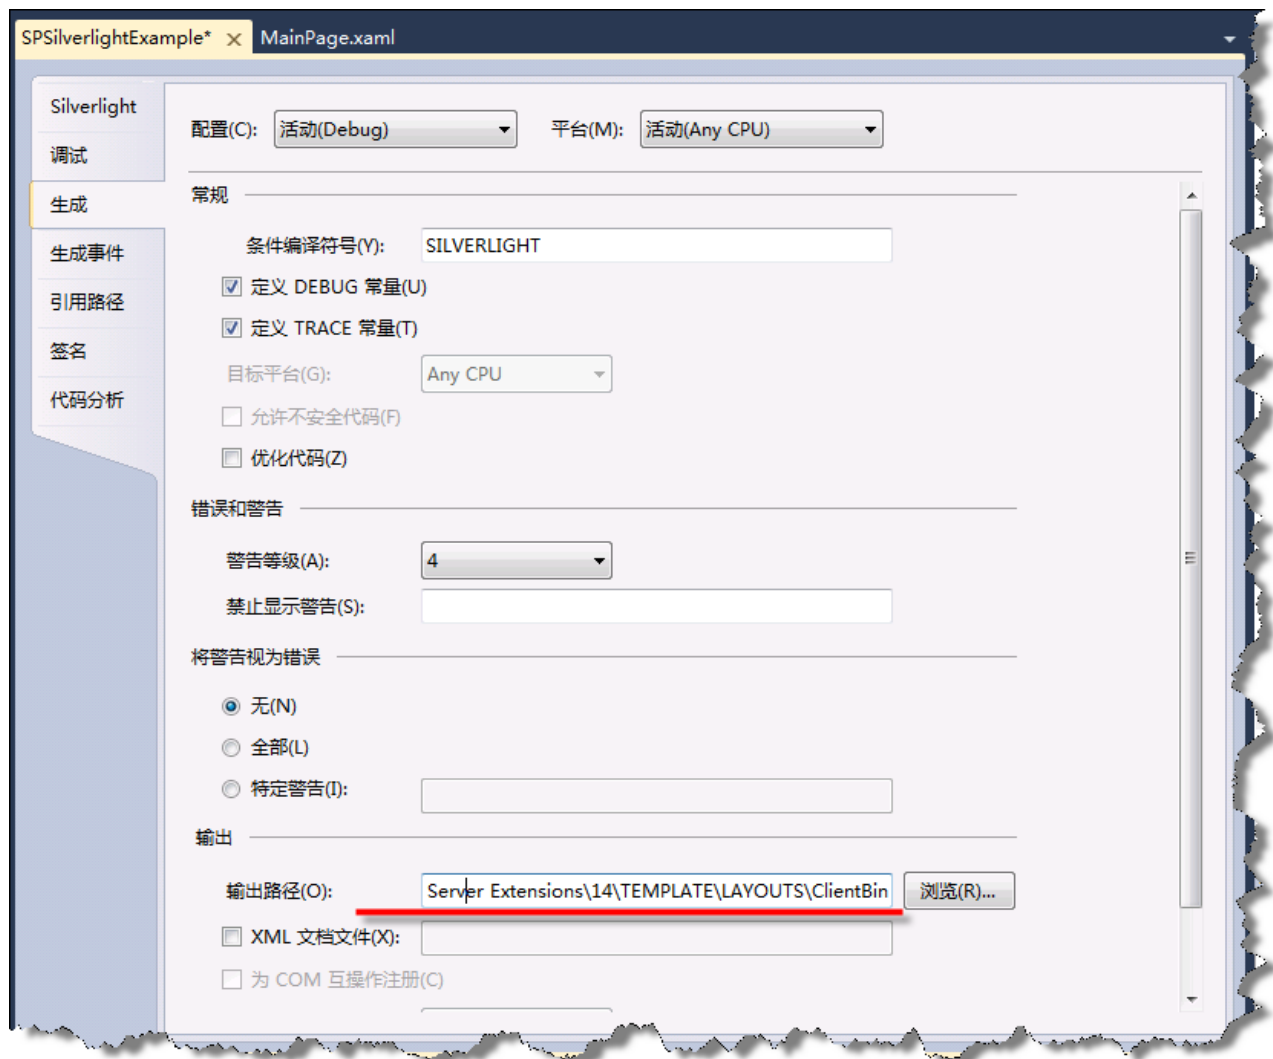 SPSilverlightExample* MainPage.xaml
Silverlight
调试
生成
生成事件
引用路径
签名
代码分析
配置(C): 活动(Debug) 平台(M): 活动(Any CPU)
常规
条件编译符号(Y): SILVERLIGHT
定义 DEBUG 常量(U)
定义 TRACE 常量(T)
目标平台(G): Any CPU
允许不安全代码(F)
优化代码(Z)
错误和警告
警告等级(A): 4
禁止显示警告(S):
将警告视为错误
无(N)
全部(L)
特定警告(I):
输出
输出路径(O): Server Extensions\14\TEMPLATE\LAYOUTS\ClientBin 浏览(R)...
XML 文档文件(X):
为 COM 互操作注册(C)